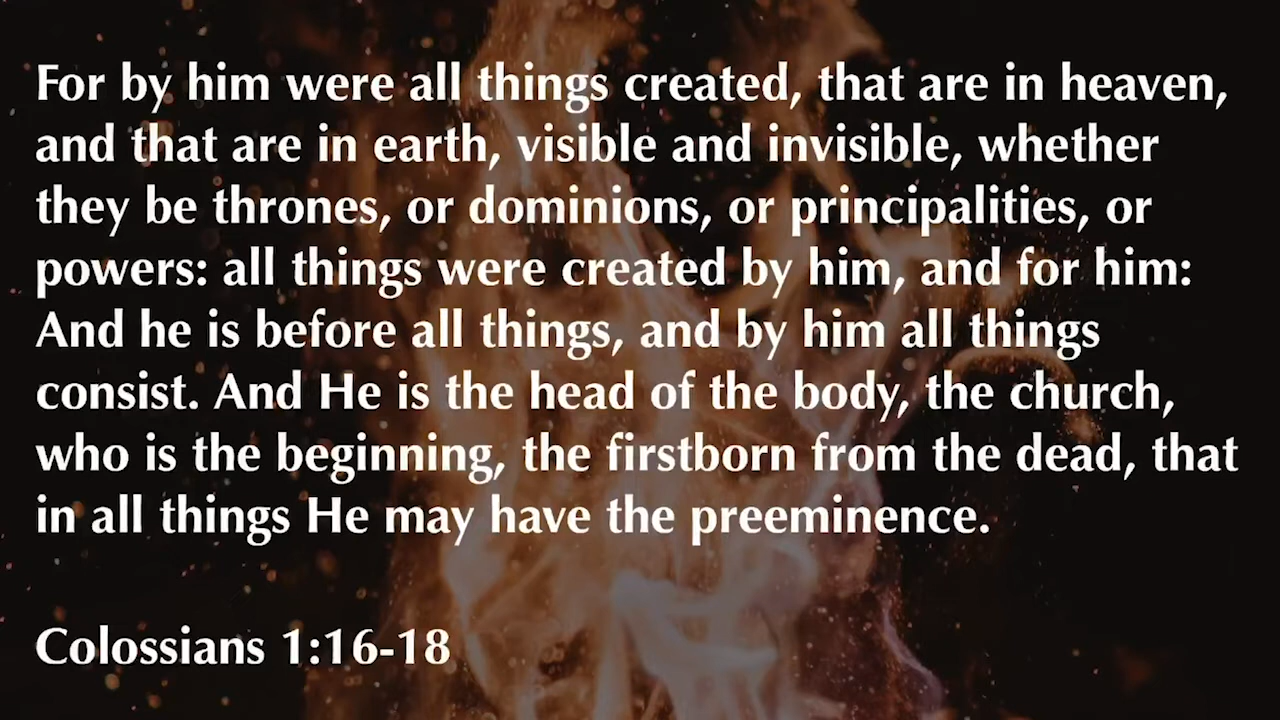 For by him were all things created, that are in heaven,
and that are in earth, visible and invisible, whether
they be thrones, or dominions, or principalities, or
powers: all things were created by him, and for him:
And he is before all things, and by him all things
consist. And He is the head of the body, the church,
who is the beginning, the firstborn from the dead, that
in all things He may have the preeminence.
Colossians 1:16-18